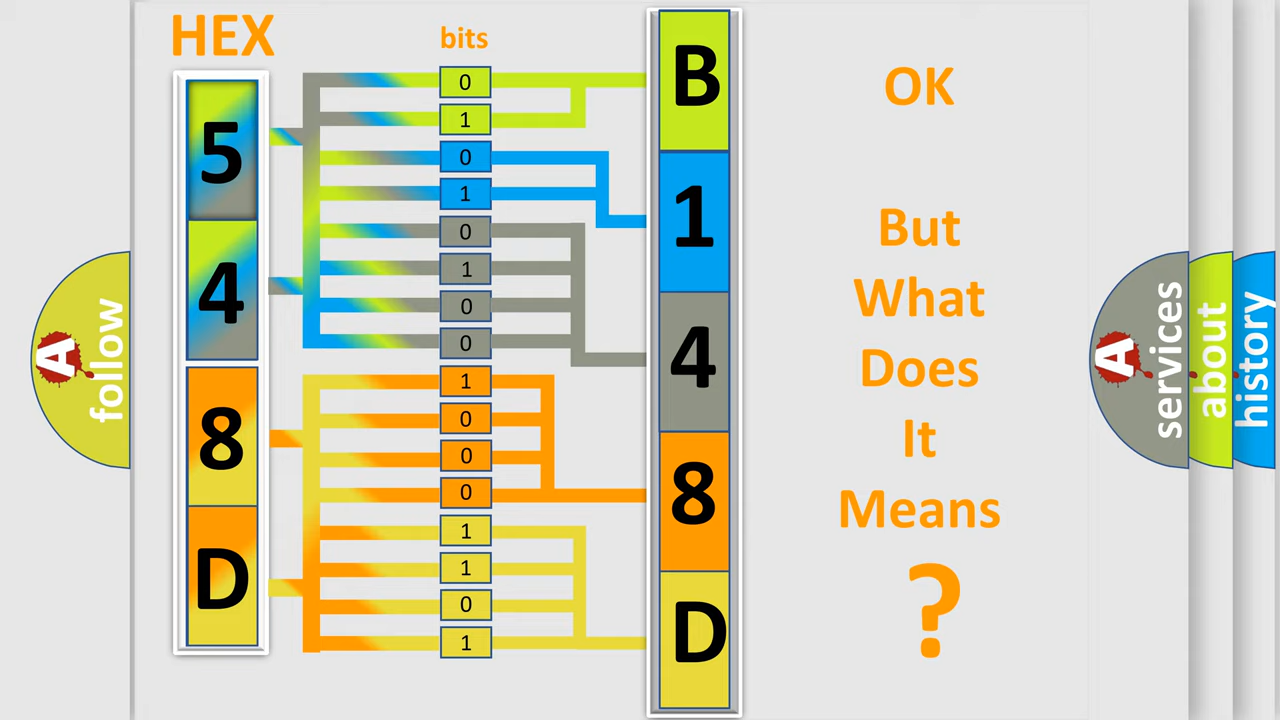 HEX
bits
5
4
8
D
0
1
0
1
0
1
0
0
1
0
0
0
1
1
0
1
B
1
4
8
D
OK
But
What
Does
It
Means
?
A
follow
A
services
about
history